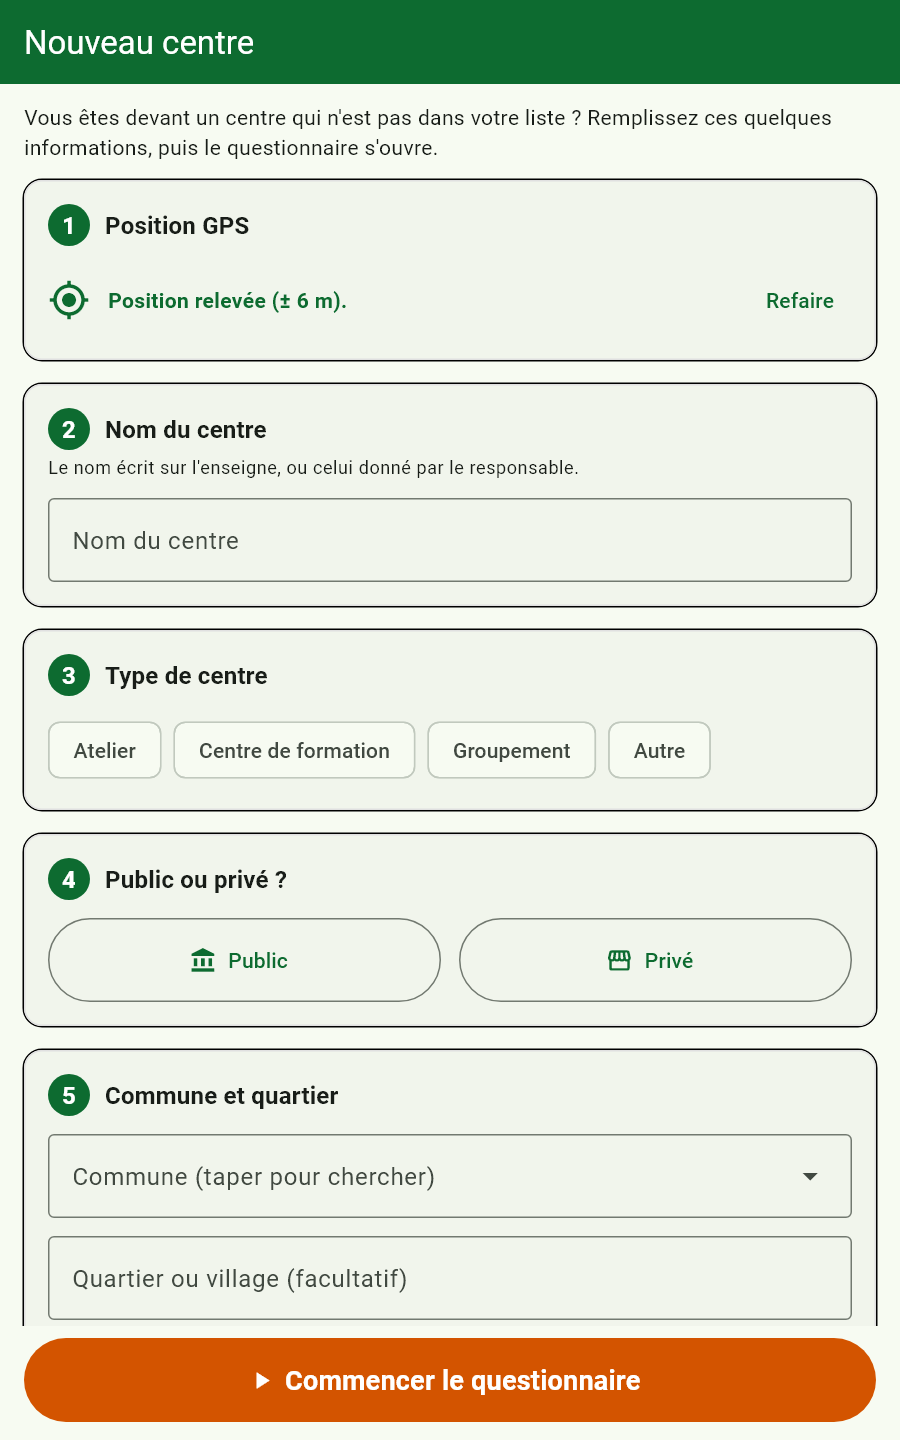 Nouveau centre
Vous êtes devant un centre qui n'est pas dans votre liste ? Remplissez ces quelques
informations, puis le questionnaire s'ouvre.
1 Position GPS
Position relevée (± 6 m). Refaire
2 Nom du centre
Le nom écrit sur l'enseigne, ou celui donné par le responsable.
Nom du centre
3 Type de centre
Atelier Centre de formation Groupement Autre
4 Public ou privé ?
Public Privé
5 Commune et quartier
Commune (taper pour chercher)
Quartier ou village (facultatif)
Commencer le questionnaire